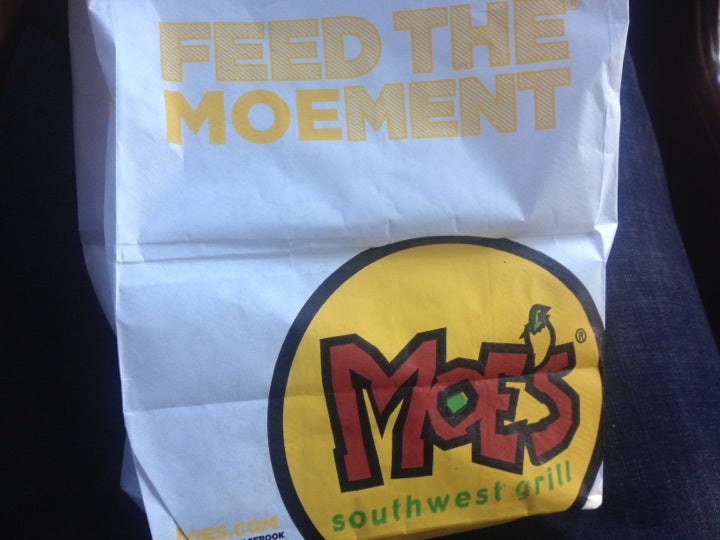 FEED THE®
MOEMENT
MOE'S®
southwest grill
MOES.COM